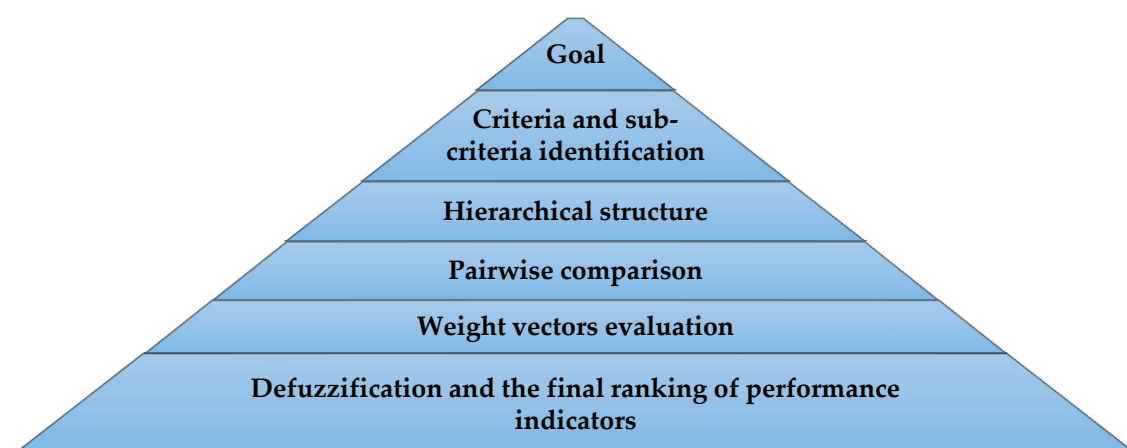 Goal
Criteria and sub-
criteria identification
Hierarchical structure
Pairwise comparison
Weight vectors evaluation
Defuzzification and the final ranking of performance
indicators